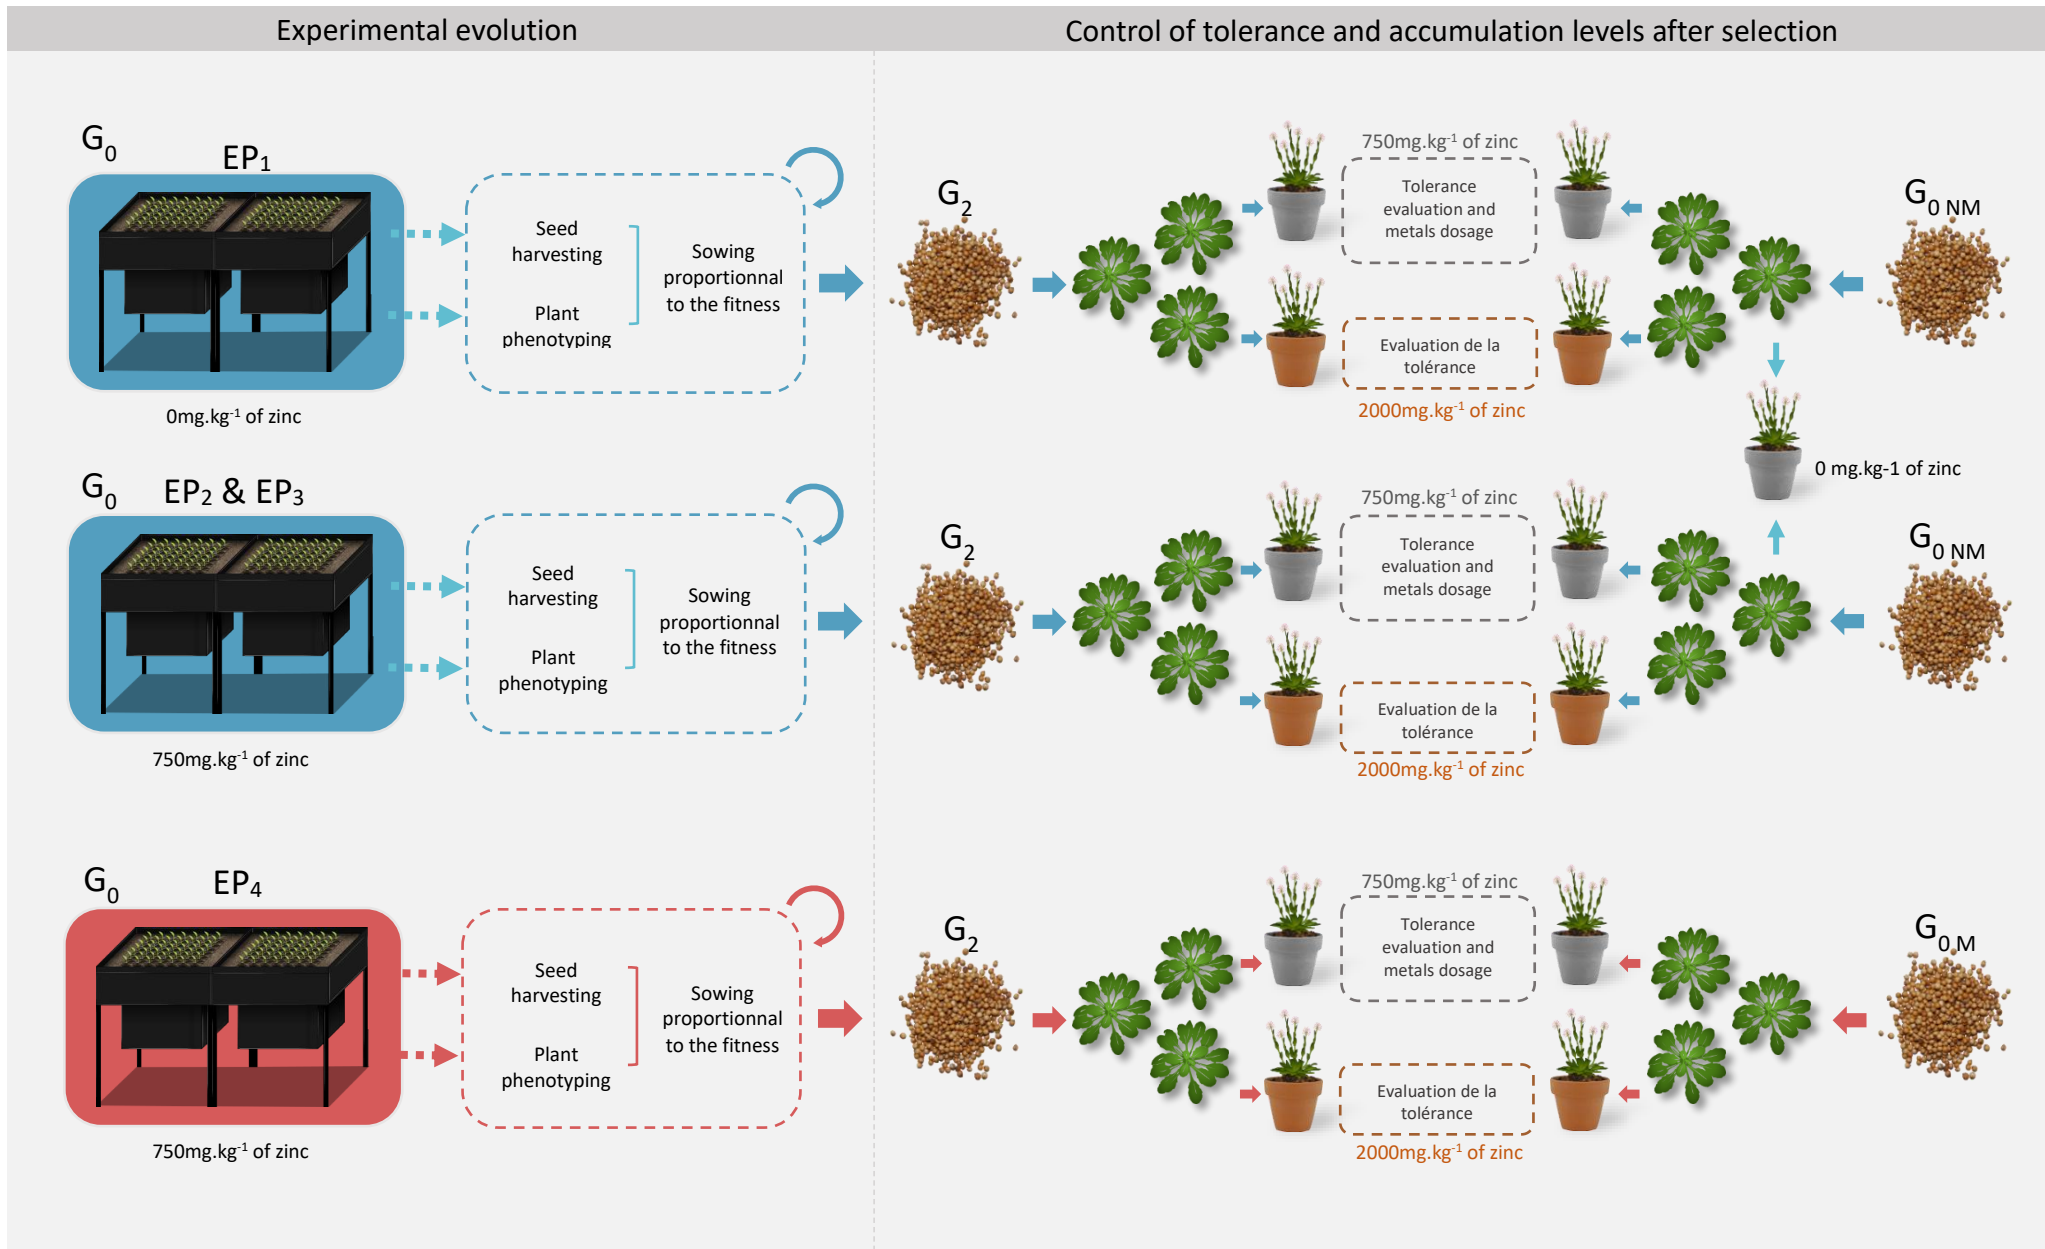 Experimental evolution
Control of tolerance and accumulation levels after selection
G0
EP1
0mg.kg-1 of zinc
Seed
harvesting
Plant
phenotyping
Sowing
proportionnal
to the fitness
G2
750mg.kg-1 of zinc
Tolerance
evaluation and
metals dosage
Evaluation de la
tolérance
2000mg.kg-1 of zinc
G0 NM
0 mg.kg-1 of zinc
G0
EP2 & EP3
750mg.kg-1 of zinc
Seed
harvesting
Plant
phenotyping
Sowing
proportionnal
to the fitness
G2
750mg.kg-1 of zinc
Tolerance
evaluation and
metals dosage
Evaluation de la
tolérance
2000mg.kg-1 of zinc
G0 NM
G0
EP4
750mg.kg-1 of zinc
Seed
harvesting
Plant
phenotyping
Sowing
proportionnal
to the fitness
G2
750mg.kg-1 of zinc
Tolerance
evaluation and
metals dosage
Evaluation de la
tolérance
2000mg.kg-1 of zinc
G0 M